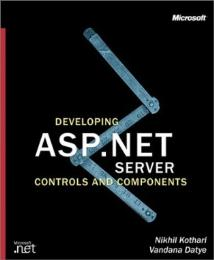 Microsoft
DEVELOPING
ASP.NET
SERVER
CONTROLS AND COMPONENTS
Microsoft
.net
Nikhil Kothari
Vandana Datye